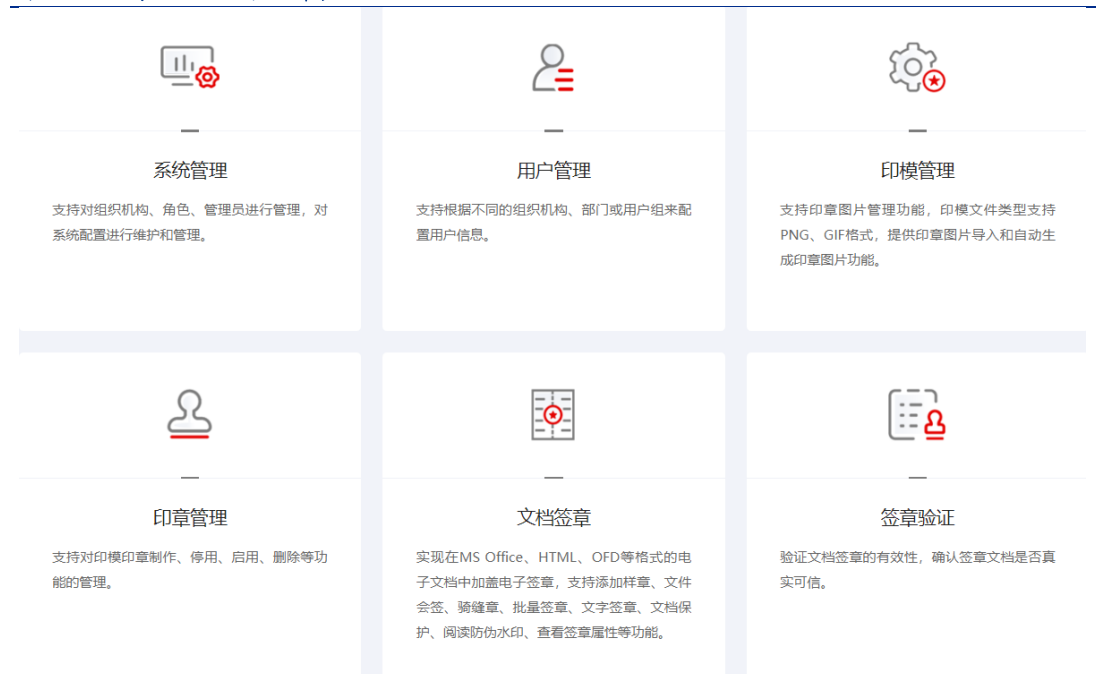 系统管理
支持对组织机构、角色、管理员进行管理，对
系统配置进行维护和管理。
用户管理
支持根据不同的组织机构、部门或用户组来配
置用户信息。
印模管理
支持印章图片管理功能，印模文件类型支持
PNG、GIF格式，提供印章图片导入和自动生
成印章图片功能。
印章管理
支持对印模印章制作、停用、启用、删除等功
能的管理。
文档签章
实现在MS Office、HTML、OFD等格式的电
子文档中加盖电子签章，支持添加样章、文件
会签、骑缝章、批量签章、文字签章、文档保
护、阅读防伪水印、查看签章属性等功能。
签章验证
验证文档签章的有效性，确认签章文档是否真
实可信。